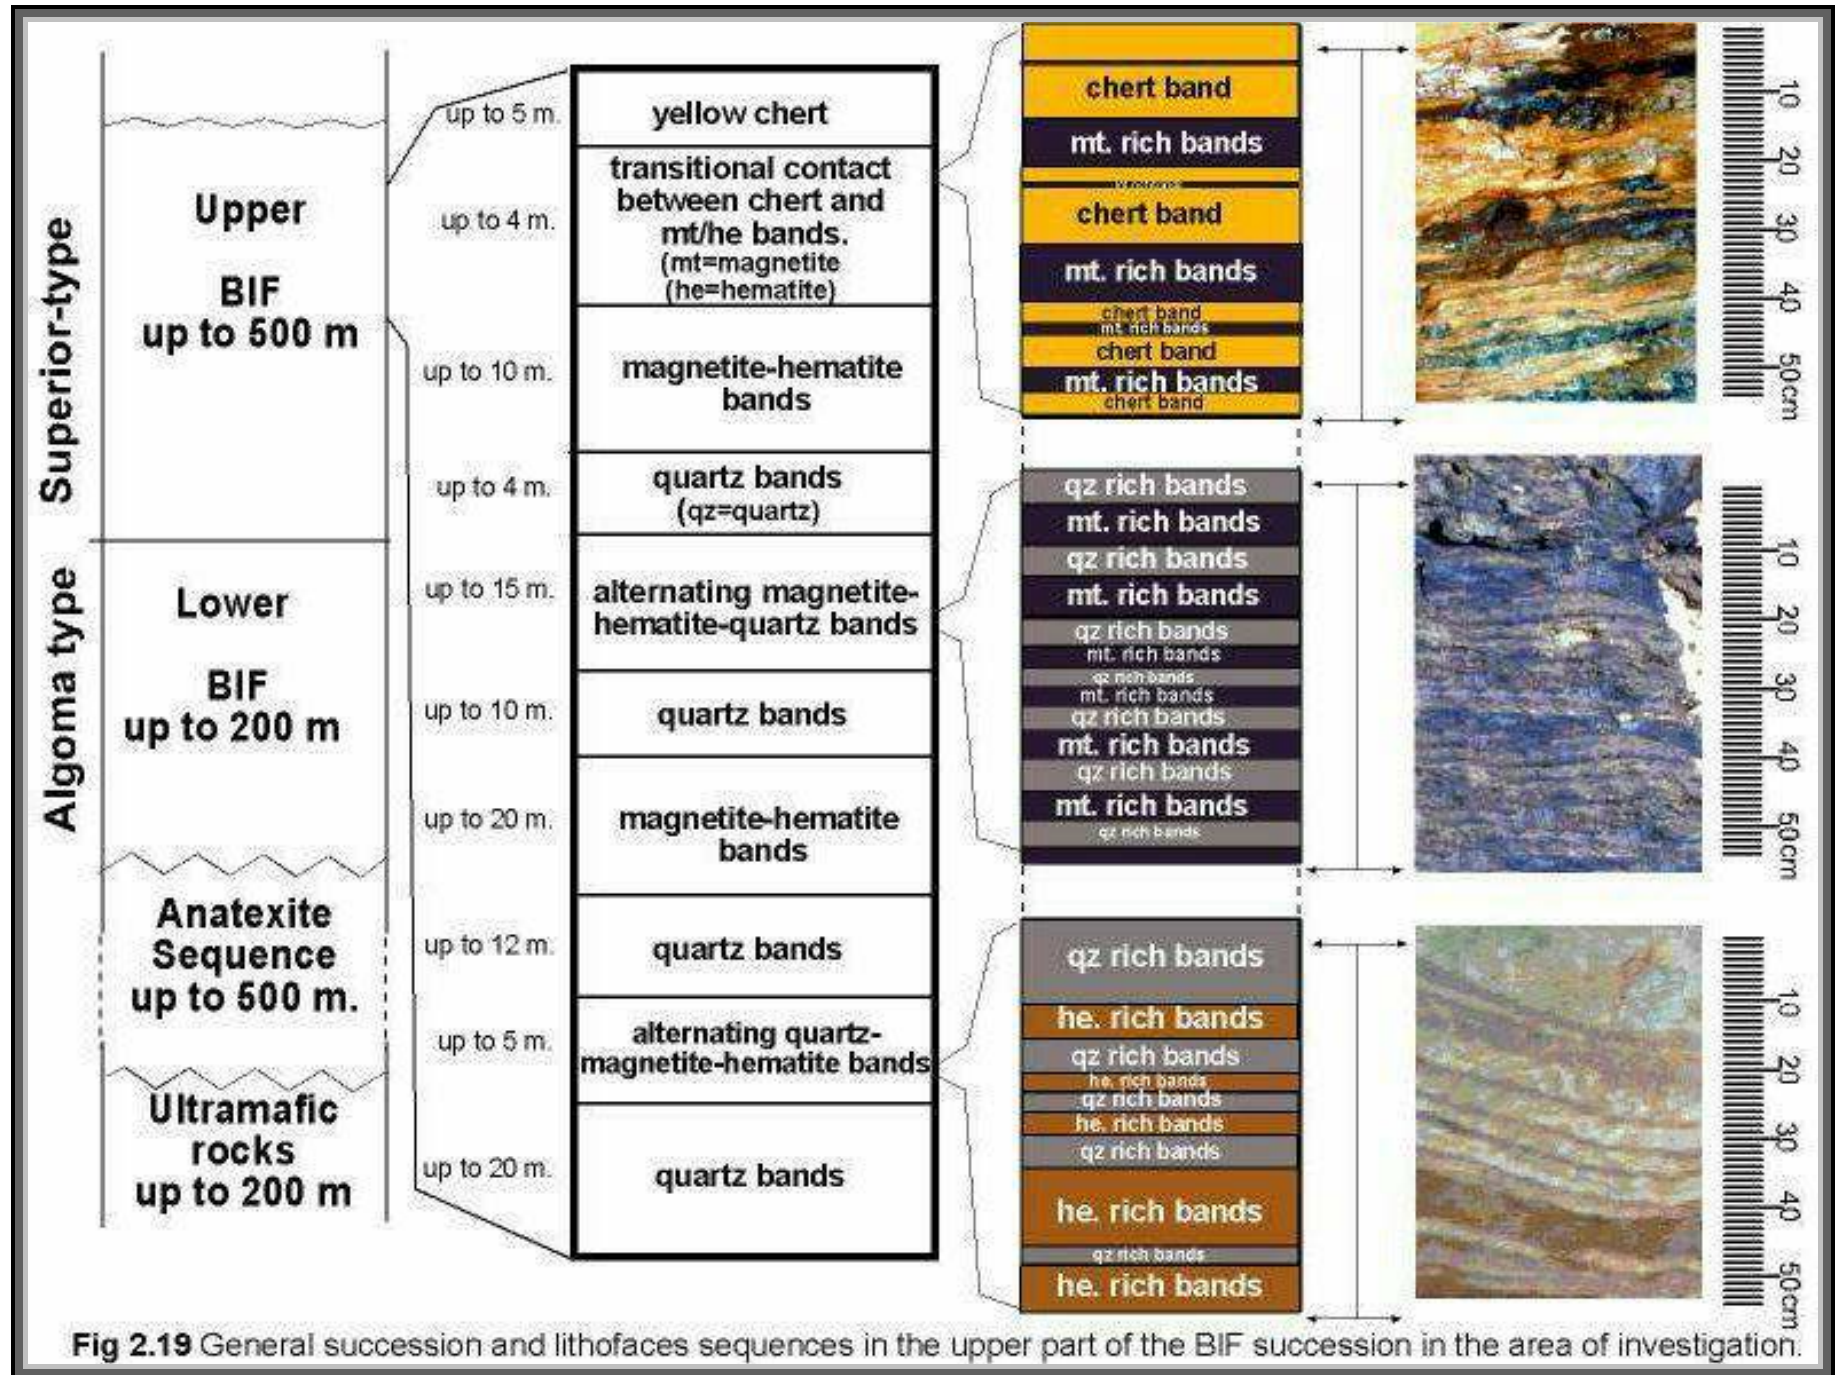 Superior-type
Algoma type
Upper
BIF
up to 500 m
Lower
BIF
up to 200 m
Anatexite
Sequence
up to 500 m.
Ultramafic
rocks
up to 200 m
up to 5 m.
up to 4 m.
up to 10 m.
up to 4 m.
up to 15 m.
up to 10 m.
up to 20 m.
up to 12 m.
up to 5 m.
up to 20 m.
yellow chert
transitional contact
between chert and
mt/he bands.
(mt=magnetite
(he=hematite)
magnetite-hematite
bands
quartz bands
(qz=quartz)
alternating magnetite-
hematite-quartz bands
quartz bands
magnetite-hematite
bands
quartz bands
alternating quartz-
magnetite-hematite bands
quartz bands
chert band
mt. rich bands
chert band
mt. rich bands
chert band
mt. rich bands
chert band
mt. rich bands
chert band
qz rich bands
mt. rich bands
qz rich bands
mt. rich bands
qz rich bands
mt. rich bands
qz rich bands
mt. rich bands
qz rich bands
mt. rich bands
qz rich bands
mt. rich bands
qz rich bands
qz rich bands
he. rich bands
qz rich bands
he. rich bands
qz rich bands
he. rich bands
qz rich bands
he. rich bands
qz rich bands
he. rich bands
10
20
30
40
50cm
10
20
30
40
50cm
10
20
30
40
50cm
Fig 2.19 General succession and lithofaces sequences in the upper part of the BIF succession in the area of investigation.